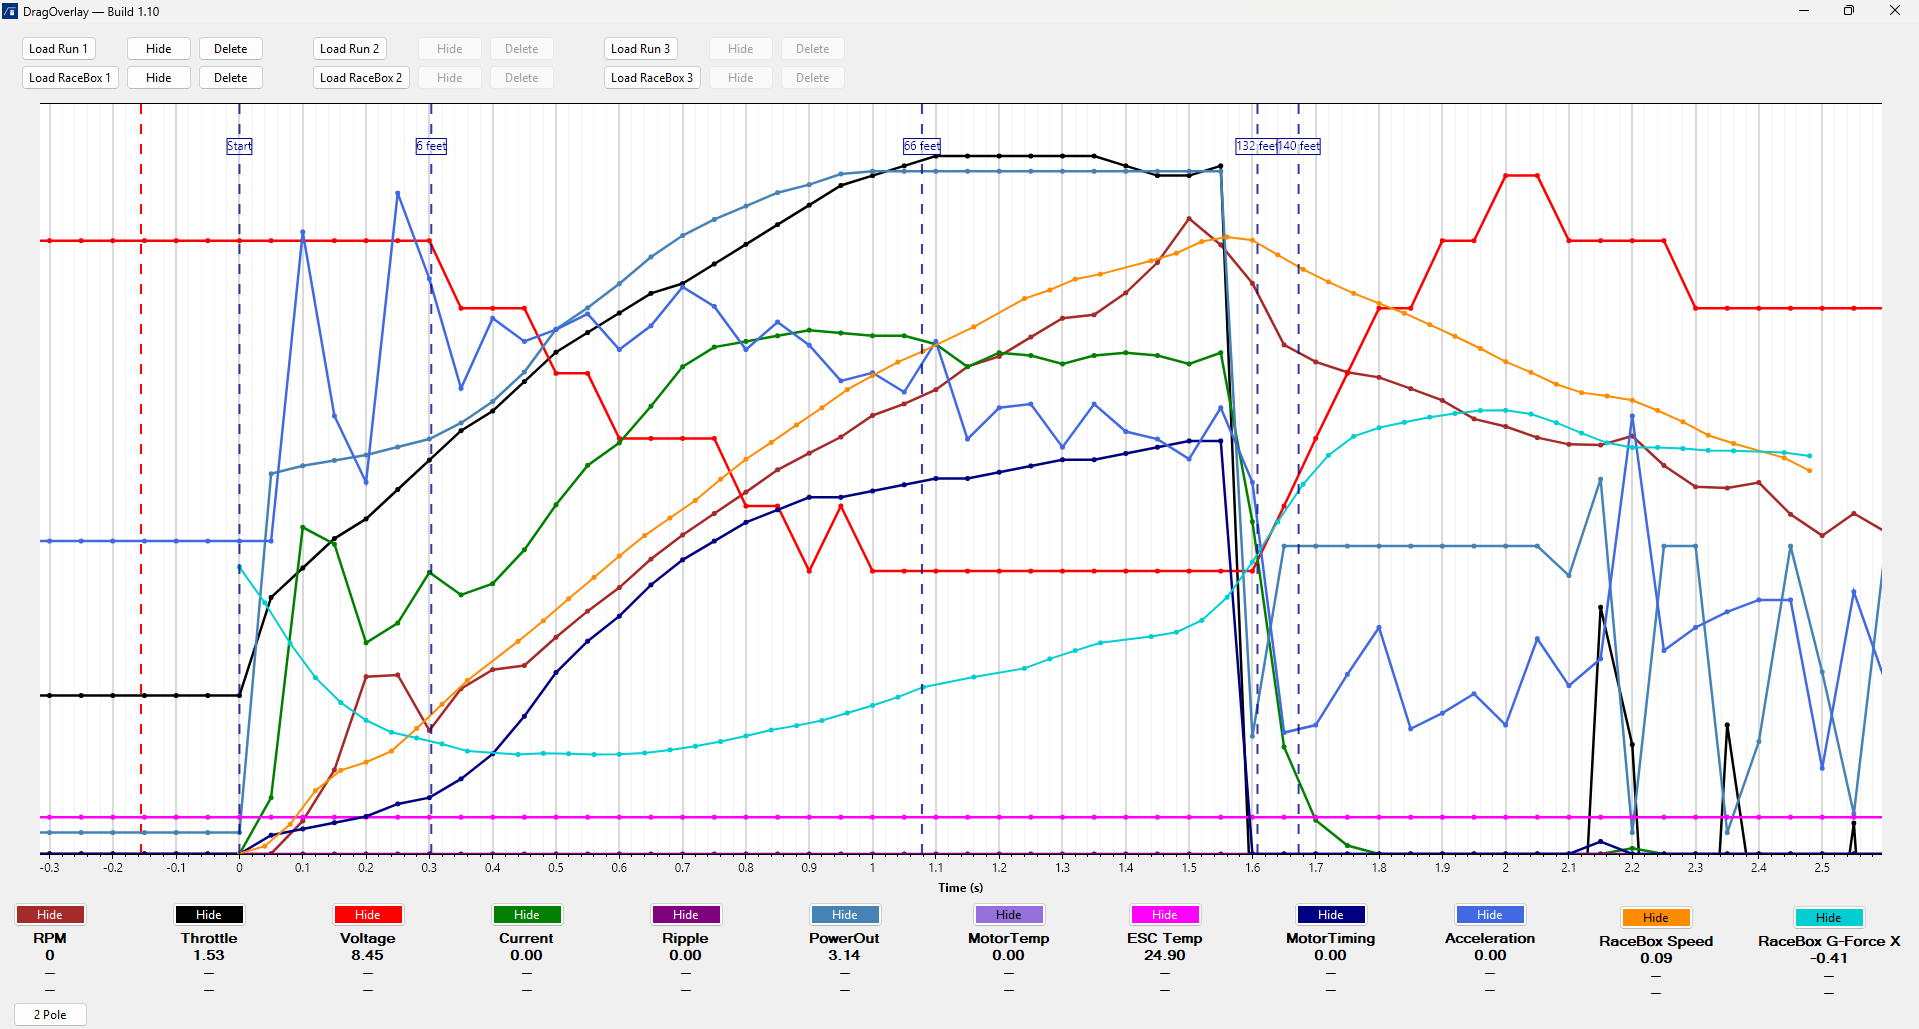 DragOverlay — Build 1.10
Load Run 1 Hide Delete Load Run 2 Hide Delete Load Run 3 Hide Delete
Load RaceBox 1 Hide Delete Load RaceBox 2 Hide Delete Load RaceBox 3 Hide Delete
Start 6 feet 66 feet 132 feet 140 feet
-0.3 -0.2 -0.1 0 0.1 0.2 0.3 0.4 0.5 0.6 0.7 0.8 0.9 1 1.1 1.2 1.3 1.4 1.5 1.6 1.7 1.8 1.9 2 2.1 2.2 2.3 2.4 2.5
Time (s)
Hide Hide Hide Hide Hide Hide Hide Hide Hide Hide Hide Hide
RPM Throttle Voltage Current Ripple PowerOut MotorTemp ESC Temp MotorTiming Acceleration RaceBox Speed RaceBox G-Force X
0 1.53 8.45 0.00 0.00 3.14 0.00 24.90 0.00 0.00 0.09 -0.41
— — — — — — — — — — — —
— — — — — — — — — — — —
2 Pole